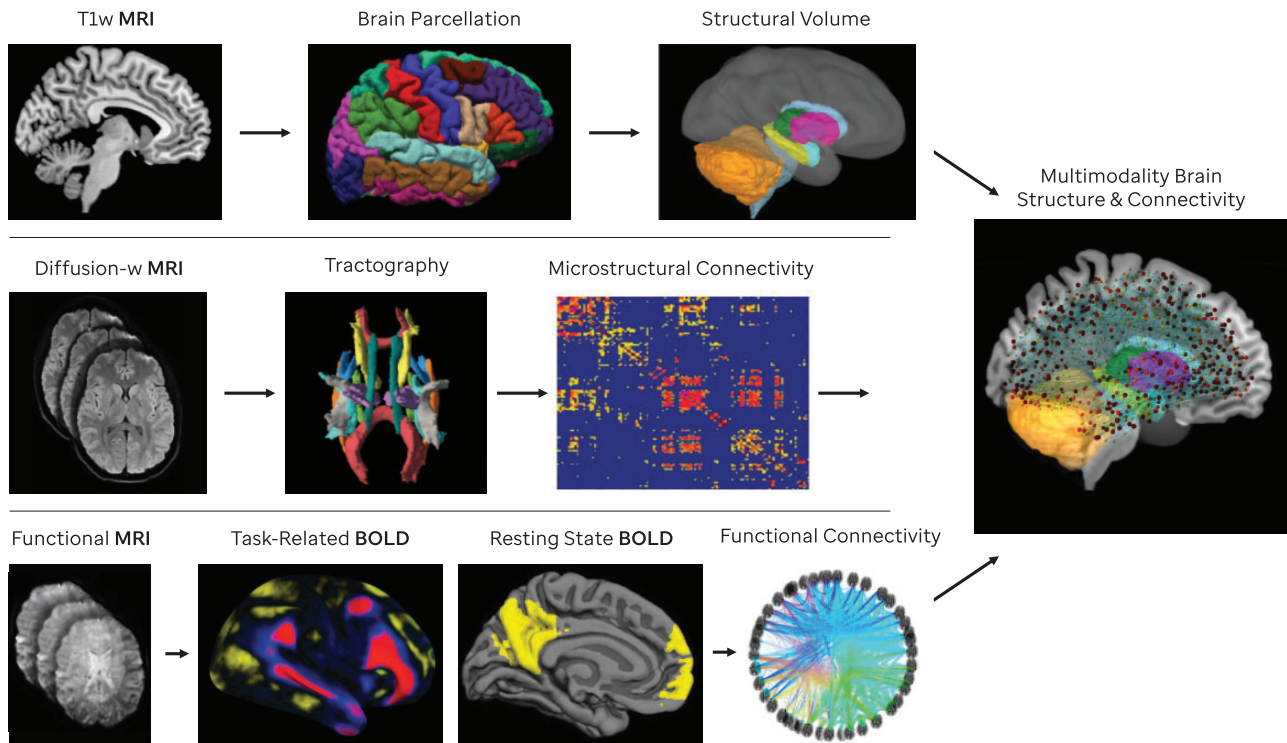 T1w MRI
Brain Parcellation
Structural Volume
Multimodality Brain
Structure & Connectivity
Diffusion-w MRI
Tractography
Microstructural Connectivity
Functional MRI
Task-Related BOLD
Resting State BOLD
Functional Connectivity